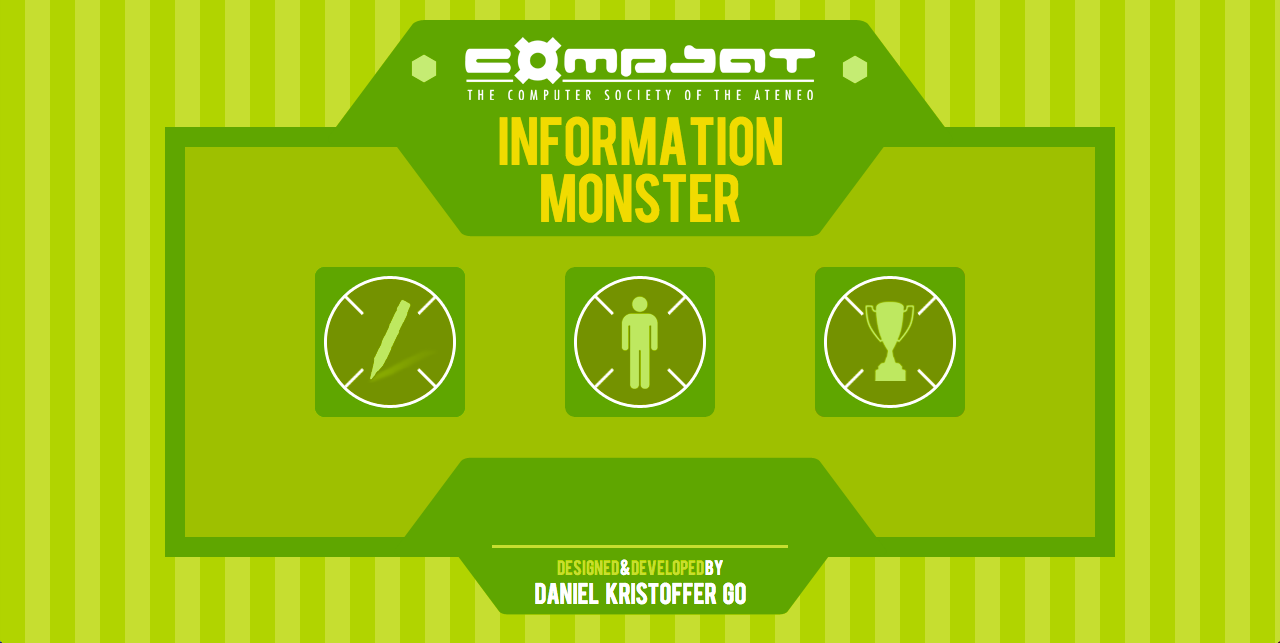 COMPSAT
THE COMPUTER SOCIETY OF THE ATENEO
INFORMATION
MONSTER
DESIGNED&DEVELOPEDBY
DANIEL KRISTOFFER GO